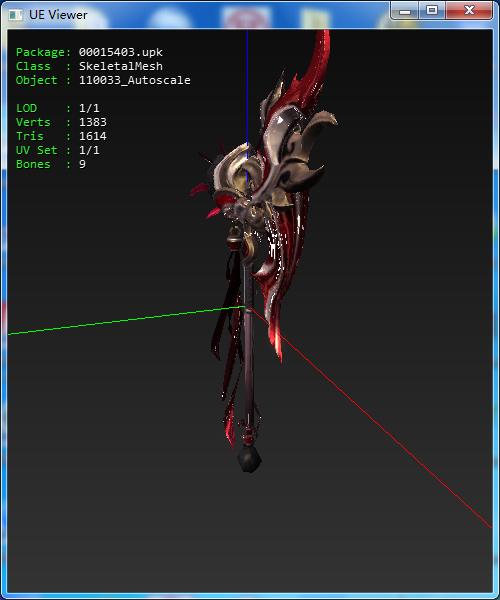 UE Viewer
Package: 00015403.upk
Class : SkeletalMesh
Object : 110033_Autoscale
LOD : 1/1
Verts : 1383
Tris : 1614
UV Set : 1/1
Bones : 9